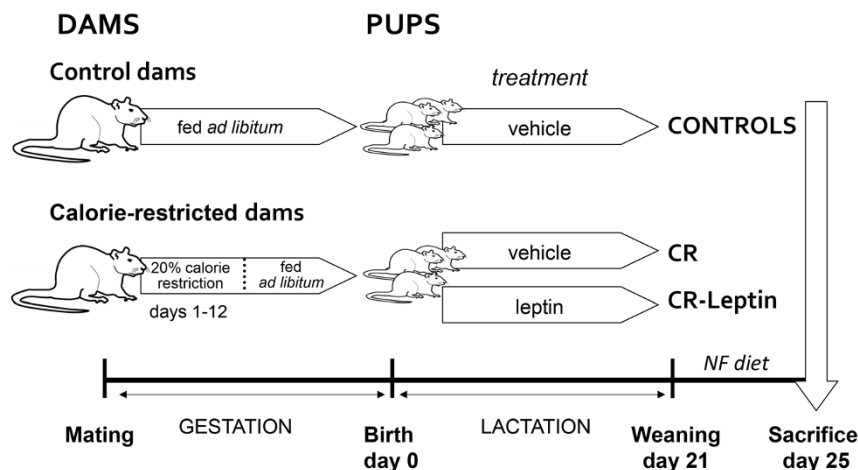 DAMS
PUPS
Control dams
treatment
fed ad libitum
vehicle
CONTROLS
Calorie-restricted dams
20% calorie
restriction
fed
ad libitum
days 1-12
vehicle
CR
leptin
CR-Leptin
NF diet
Mating
GESTATION
Birth
day 0
LACTATION
Weaning
day 21
Sacrifice
day 25